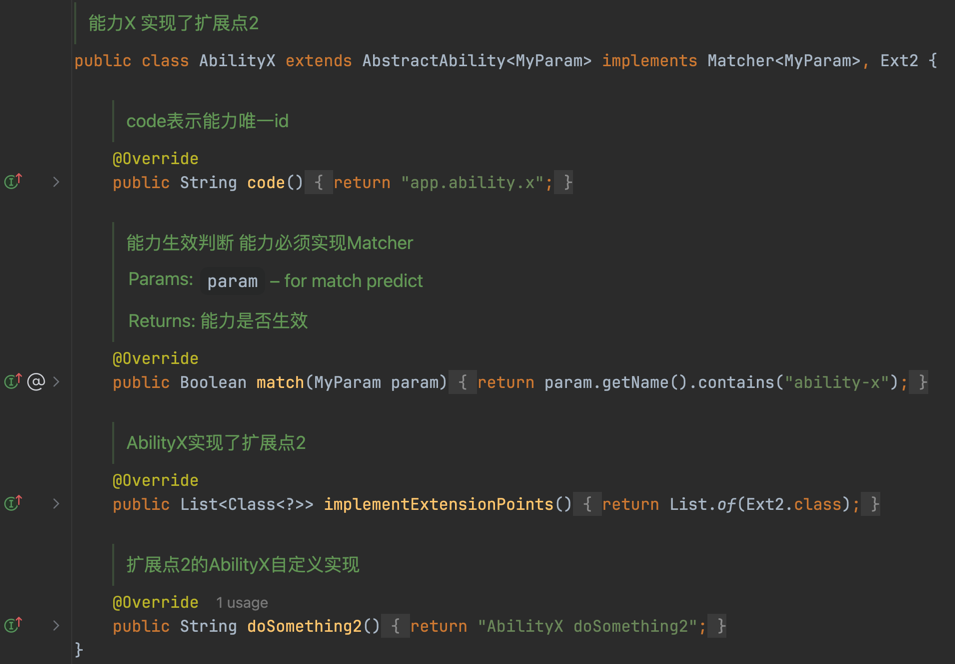 能力X 实现了扩展点2
public class AbilityX extends AbstractAbility<MyParam> implements Matcher<MyParam>, Ext2 {
code表示能力唯一id
@Override
public String code() { return "app.ability.x"; }
能力生效判断 能力必须实现Matcher
Params: param – for match predict
Returns: 能力是否生效
@Override
public Boolean match(MyParam param) { return param.getName().contains("ability-x"); }
AbilityX实现了扩展点2
@Override
public List<Class<?>> implementExtensionPoints() { return List.of(Ext2.class); }
扩展点2的AbilityX自定义实现
@Override 1 usage
public String doSomething2() { return "AbilityX doSomething2"; }
}